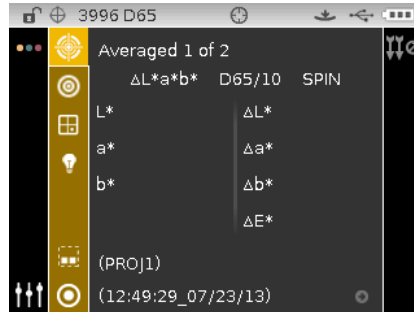 3996 D65
Averaged 1 of 2
ΔL*a*b* D65/10 SPIN
L* ΔL*
a* Δa*
b* Δb*
ΔE*
(PROJ1)
(12:49:29_07/23/13)